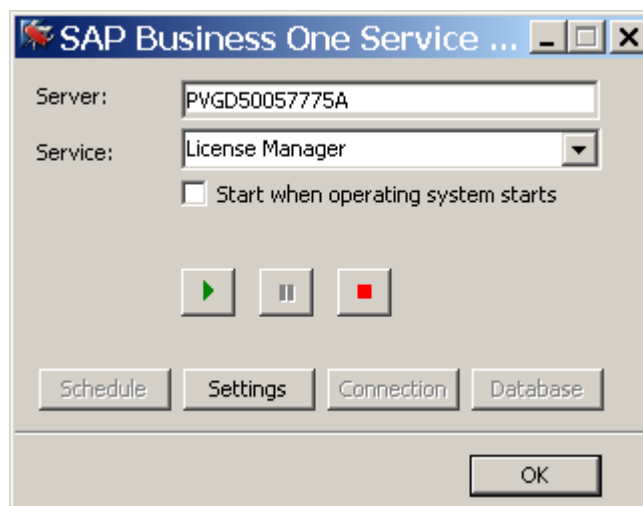 SAP Business One Service ...
Server: PVGD50057775A
Service: License Manager
Start when operating system starts
Schedule Settings Connection Database
OK